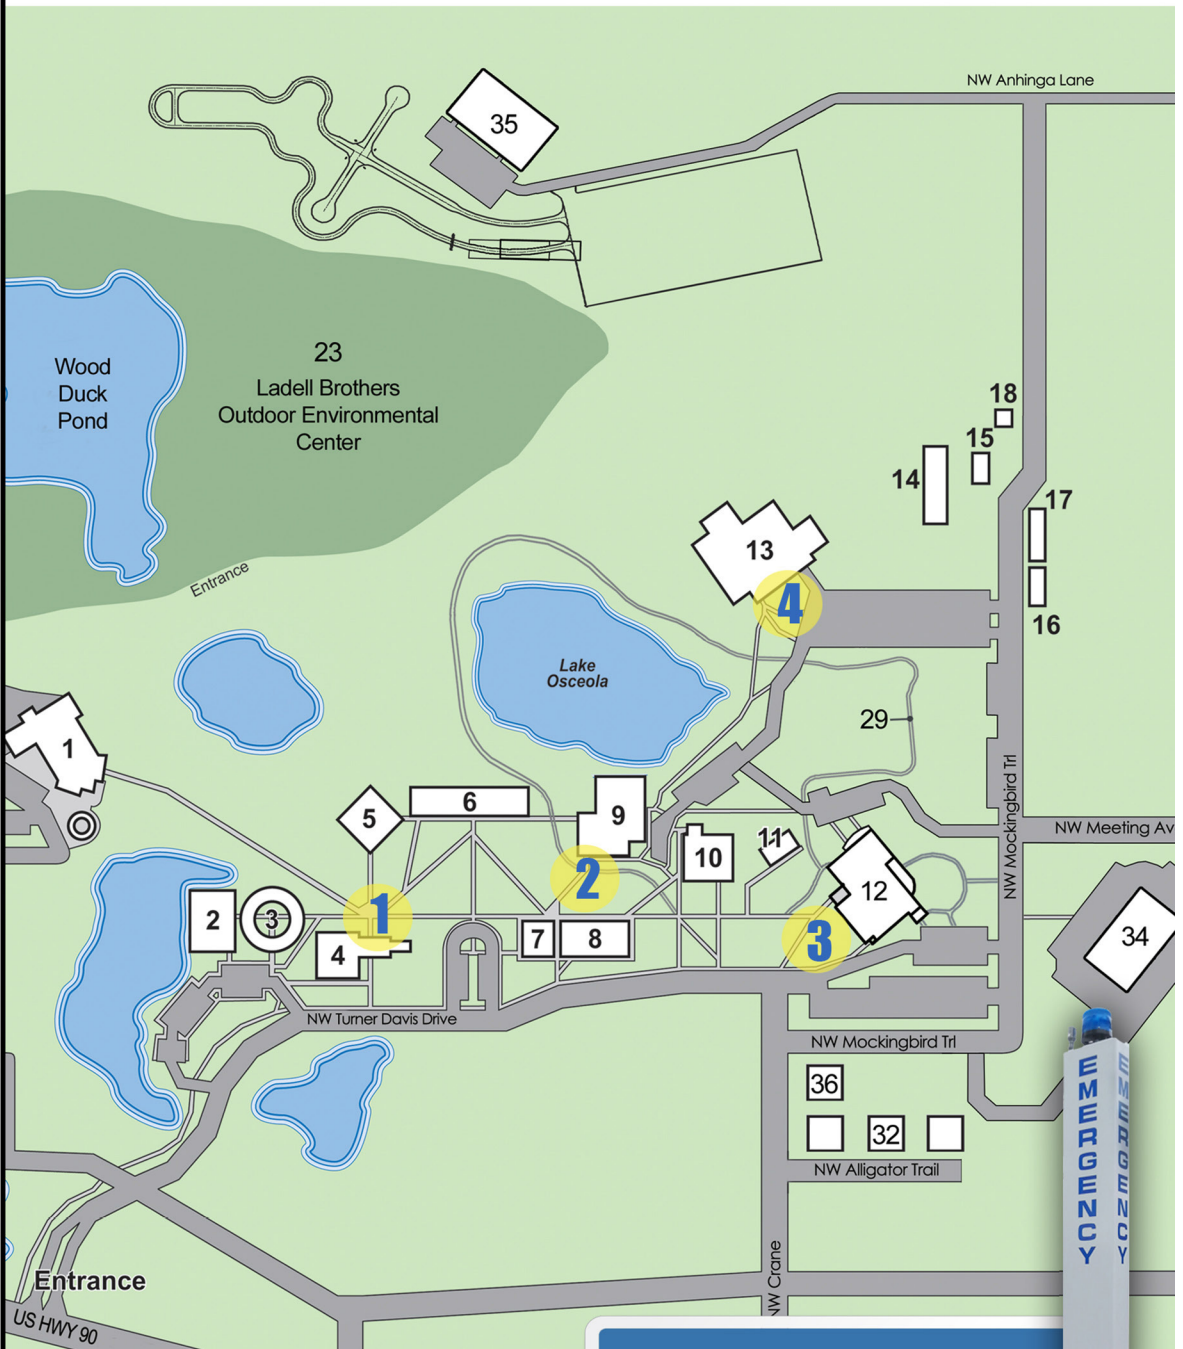 NW Anhinga Lane
35
23
Ladell Brothers
Outdoor Environmental
Center
Wood
Duck
Pond
18
15
14
17
16
13
4
Entrance
Lake
Osceola
29
1
NW Mockingbird Trl
6
5
9
NW Meeting Av
11
10
2
12
1
2
3
3
4
7
8
34
NW Turner Davis Drive
NW Mockingbird Trl
36
32
NW Alligator Trail
EMERGENCY
EMERGENCY
NW Crane
Entrance
US HWY 90